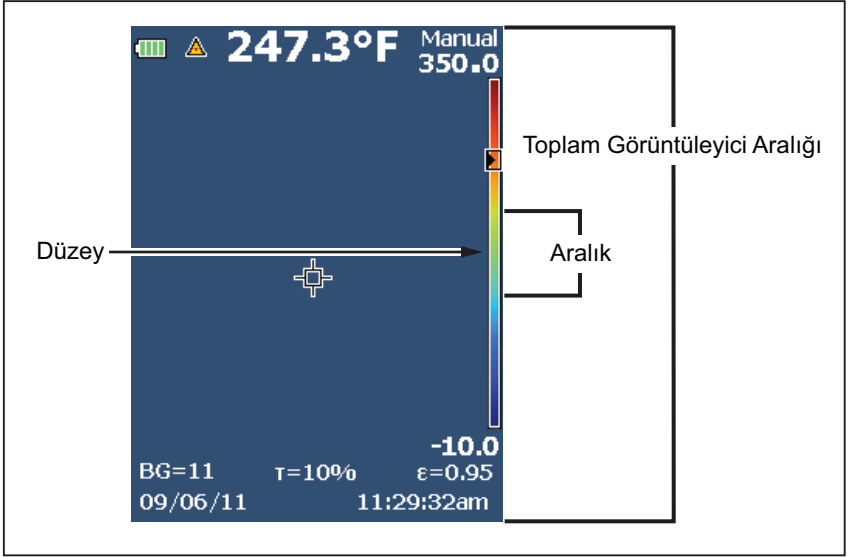 247.3°F
Manual
350.0
Toplam Görüntüleyici Aralığı
Düzey
Aralık
-10.0
BG=11 τ=10% ε=0.95
09/06/11 11:29:32am